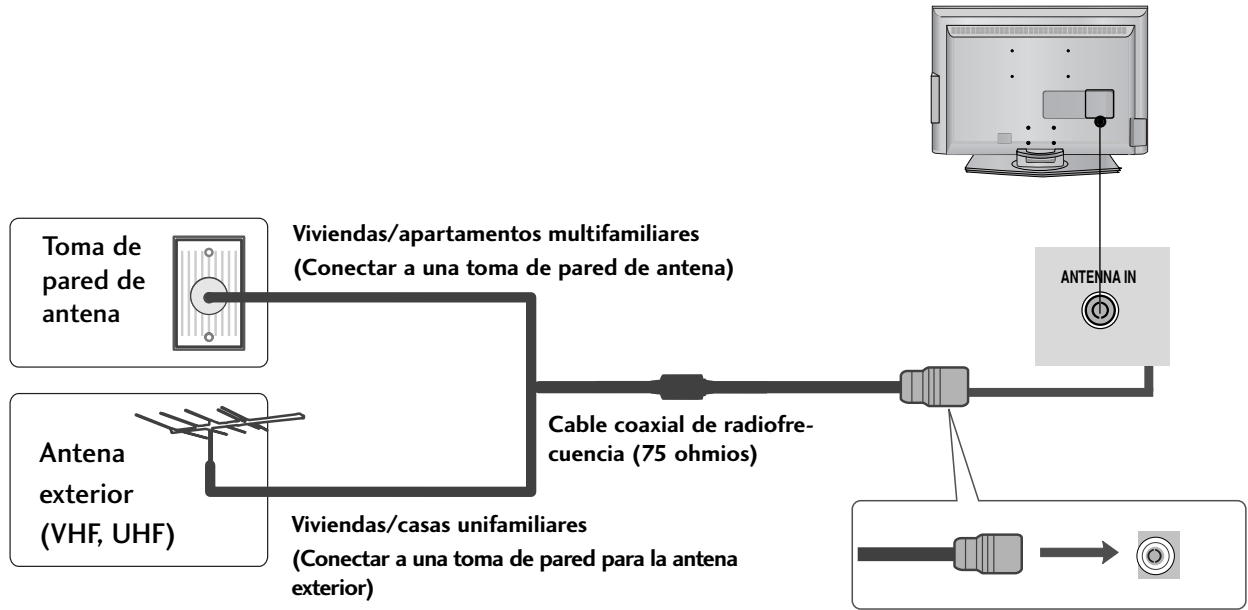 ANTENNA IN
Toma de
pared de
antena
Viviendas/apartamentos multifamiliares
(Conectar a una toma de pared de antena)
Cable coaxial de radiofre-
cuencia (75 ohmios)
Antena
exterior
(VHF, UHF)
Viviendas/casas unifamiliares
(Conectar a una toma de pared para la antena
exterior)